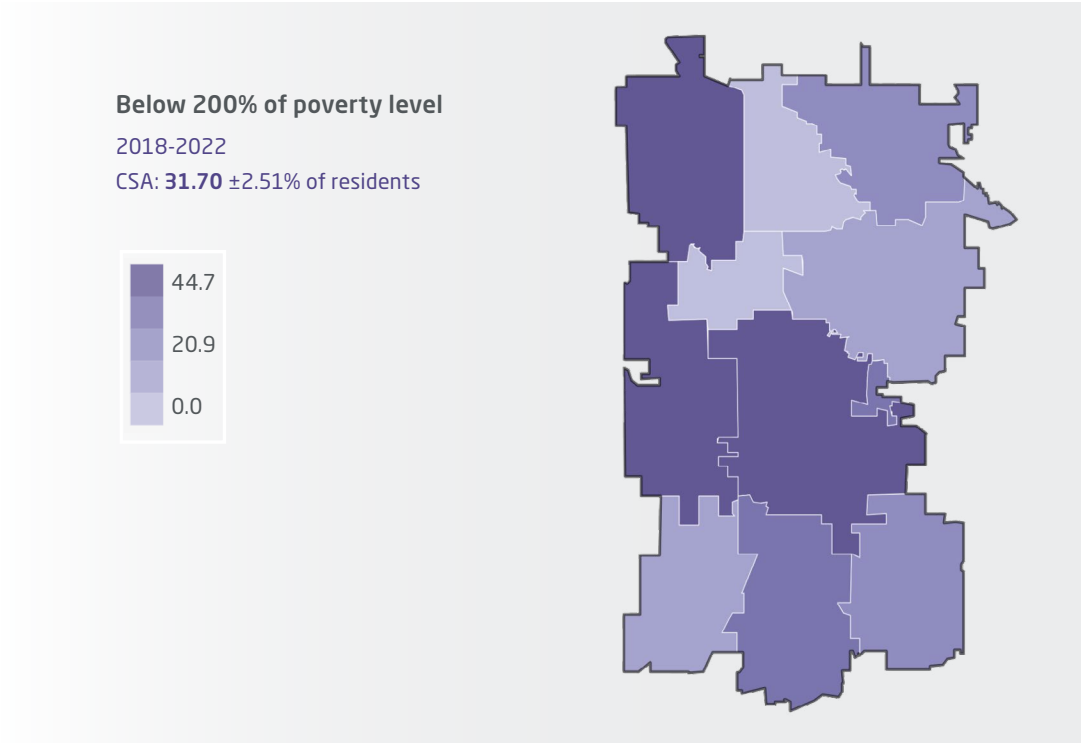 Below 200% of poverty level
2018-2022
CSA: 31.70 ±2.51% of residents
44.7
20.9
0.0